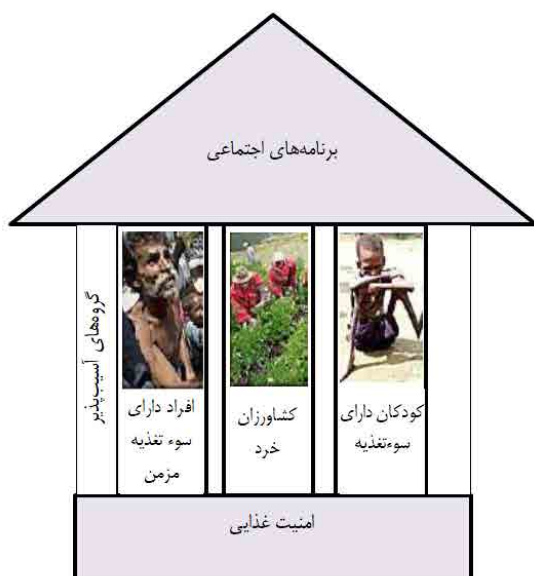 برنامه‌های اجتماعی
گروه‌های آسیب‌پذیر
کودکان دارای
سوءتغذیه
کشاورزان
خرد
افراد دارای
سوء تغذیه
مزمن
امنیت غذایی